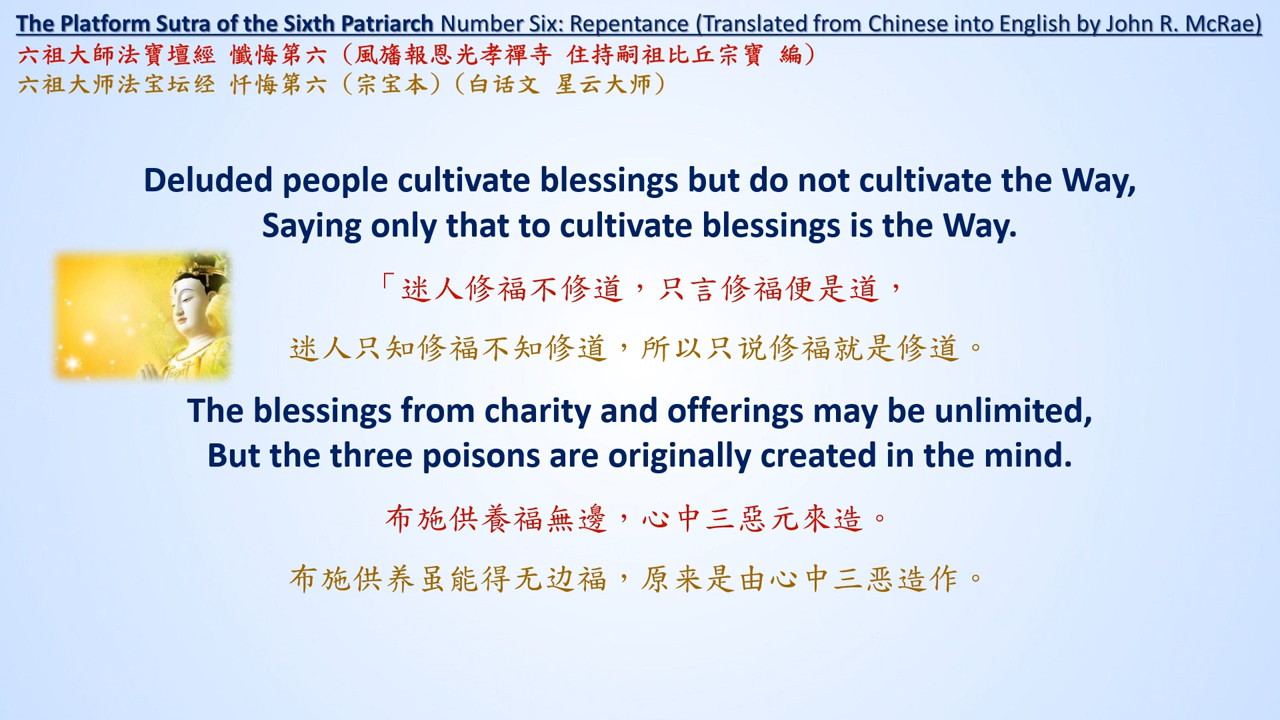 The Platform Sutra of the Sixth Patriarch Number Six: Repentance (Translated from Chinese into English by John R. McRae)
六祖大師法寶壇經 懺悔第六（風旛報恩光孝禪寺 住持嗣祖比丘宗寶 編）
六祖大师法宝坛经 忏悔第六（宗宝本）（白话文 星云大师）
Deluded people cultivate blessings but do not cultivate the Way,
Saying only that to cultivate blessings is the Way.
「迷人修福不修道，只言修福便是道，
迷人只知修福不知修道，所以只说修福就是修道。
The blessings from charity and offerings may be unlimited,
But the three poisons are originally created in the mind.
布施供養福無邊，心中三惡元來造。
布施供养虽能得无边福，原来是由心中三恶造作。